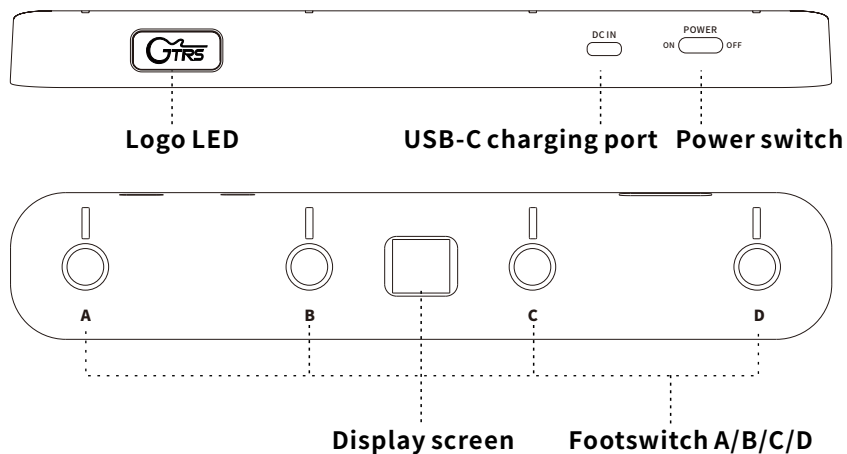 GTRS
DC IN
POWER
ON OFF
Logo LED
USB-C charging port
Power switch
A
B
C
D
Display screen
Footswitch A/B/C/D